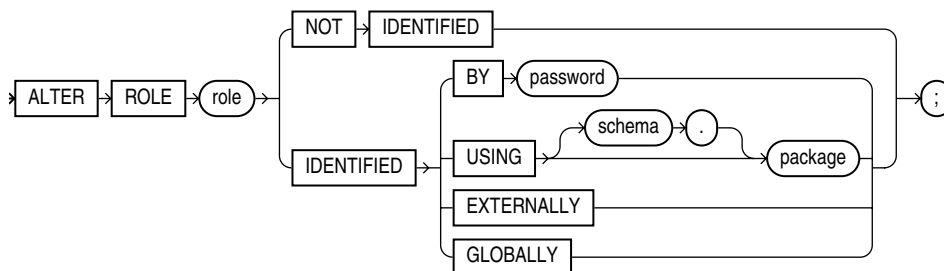 NOT IDENTIFIED
BY password
ALTER ROLE role ;
schema .
IDENTIFIED USING package
EXTERNALLY
GLOBALLY